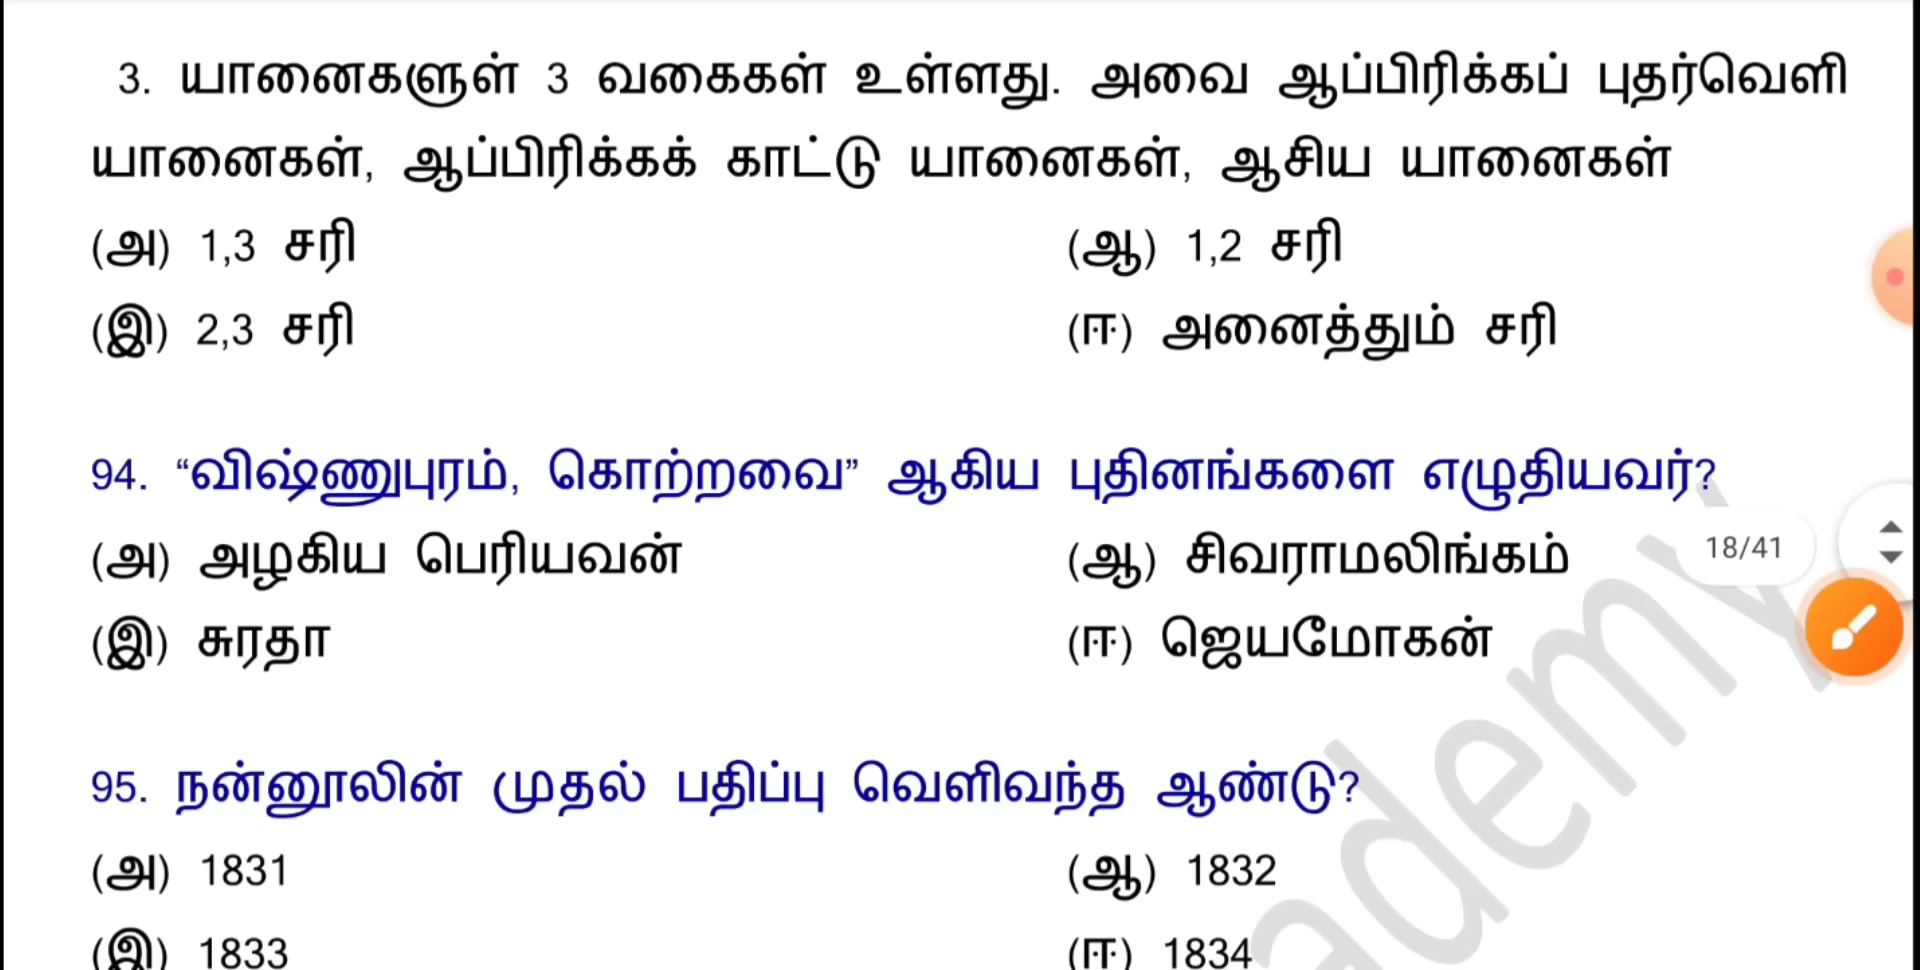 3. யானைகளுள் 3 வகைகள் உள்ளது. அவை ஆப்பிரிக்கப் புதர்வெளி
யானைகள், ஆப்பிரிக்கக் காட்டு யானைகள், ஆசிய யானைகள்
(அ) 1,3 சரி (ஆ) 1,2 சரி
(இ) 2,3 சரி (ஈ) அனைத்தும் சரி
94. “விஷ்ணுபுரம், கொற்றவை” ஆகிய புதினங்களை எழுதியவர்?
(அ) அழகிய பெரியவன் (ஆ) சிவராமலிங்கம்
18/41
(இ) சுரதா (ஈ) ஜெயமோகன்
95. நன்னூலின் முதல் பதிப்பு வெளிவந்த ஆண்டு?
(அ) 1831 (ஆ) 1832
(இ) 1833 (ஈ) 1834
ademy